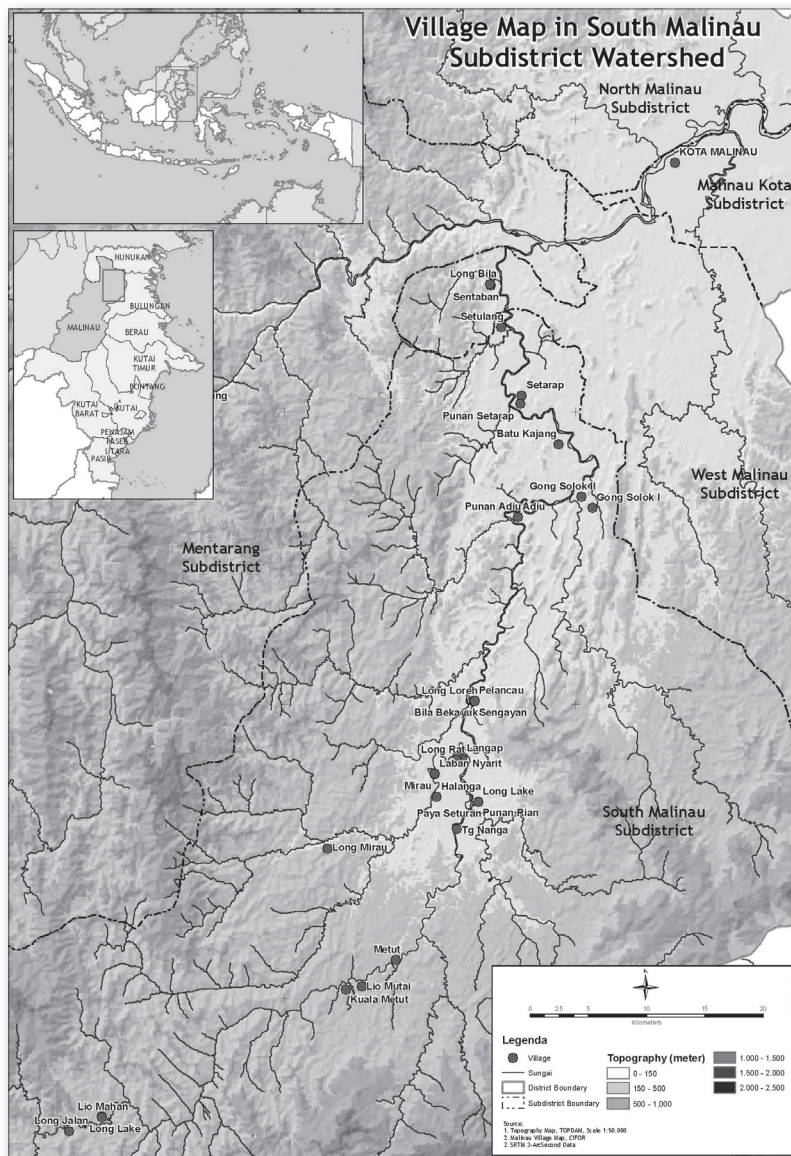 Village Map in South Malinau
Subdistrict Watershed
North Malinau
Subdistrict
KOTA MALINAU
Malinau Kota
Subdistrict
NUNUKAN
BULUNGAN
MALINAU
BERAU
KUTAI
TIMUR
BONTANG
KUTAI
BARAT
KUTAI
PENAJAM
PASER
UTARA
PASIR
Long Bila
Sentaban
Setulang
Setarap
Punan Setarap
Batu Kajang
West Malinau
Subdistrict
Gong Solok II
Gong Solok I
Punan Adiu Adiu
Mentarang
Subdistrict
Long Loreh Pelancau
Bila Bekayuk Sengayan
Long Rat Langap
Laban Nyarit
Mirau Halanga
Long Lake
Paya Seturan Punan Rian
South Malinau
Subdistrict
Tg Nanga
Long Mirau
Metut
Lio Mutai
Kuala Metut
Lio Mahan
Long Jalan
Long Lake
N
0 2.5 5 10 15 20
Kilometers
Legenda
Village
Sungai
District Boundary
Subdistrict Boundary
Topography (meter)
0 - 150
150 - 500
500 - 1,000
1.000 - 1.500
1.500 - 2.000
2.000 - 2.500
Source:
1. Topography Map, TOPDAM, Scale 1:50.000
2. Malinau Village Map, CIFOR
2. SRTM 3-ArcSecond Data